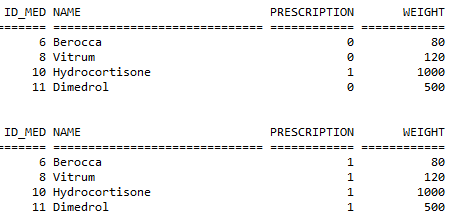 ID_MED NAME PRESCRIPTION WEIGHT
======= ============================== ============ ============
6 Berocca 0 80
8 Vitrum 0 120
10 Hydrocortisone 1 1000
11 Dimedrol 0 500
ID_MED NAME PRESCRIPTION WEIGHT
======= ============================== ============ ============
6 Berocca 1 80
8 Vitrum 1 120
10 Hydrocortisone 1 1000
11 Dimedrol 1 500